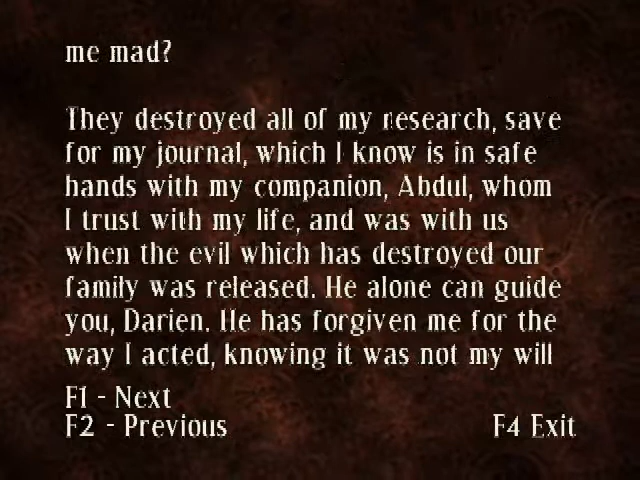 me mad?
They destroyed all of my research, save
for my journal, which I know is in safe
hands with my companion, Abdul, whom
I trust with my life, and was with us
when the evil which has destroyed our
family was released. He alone can guide
you, Darien. He has forgiven me for the
way I acted, knowing it was not my will
F1 - Next
F2 - Previous
F4 Exit